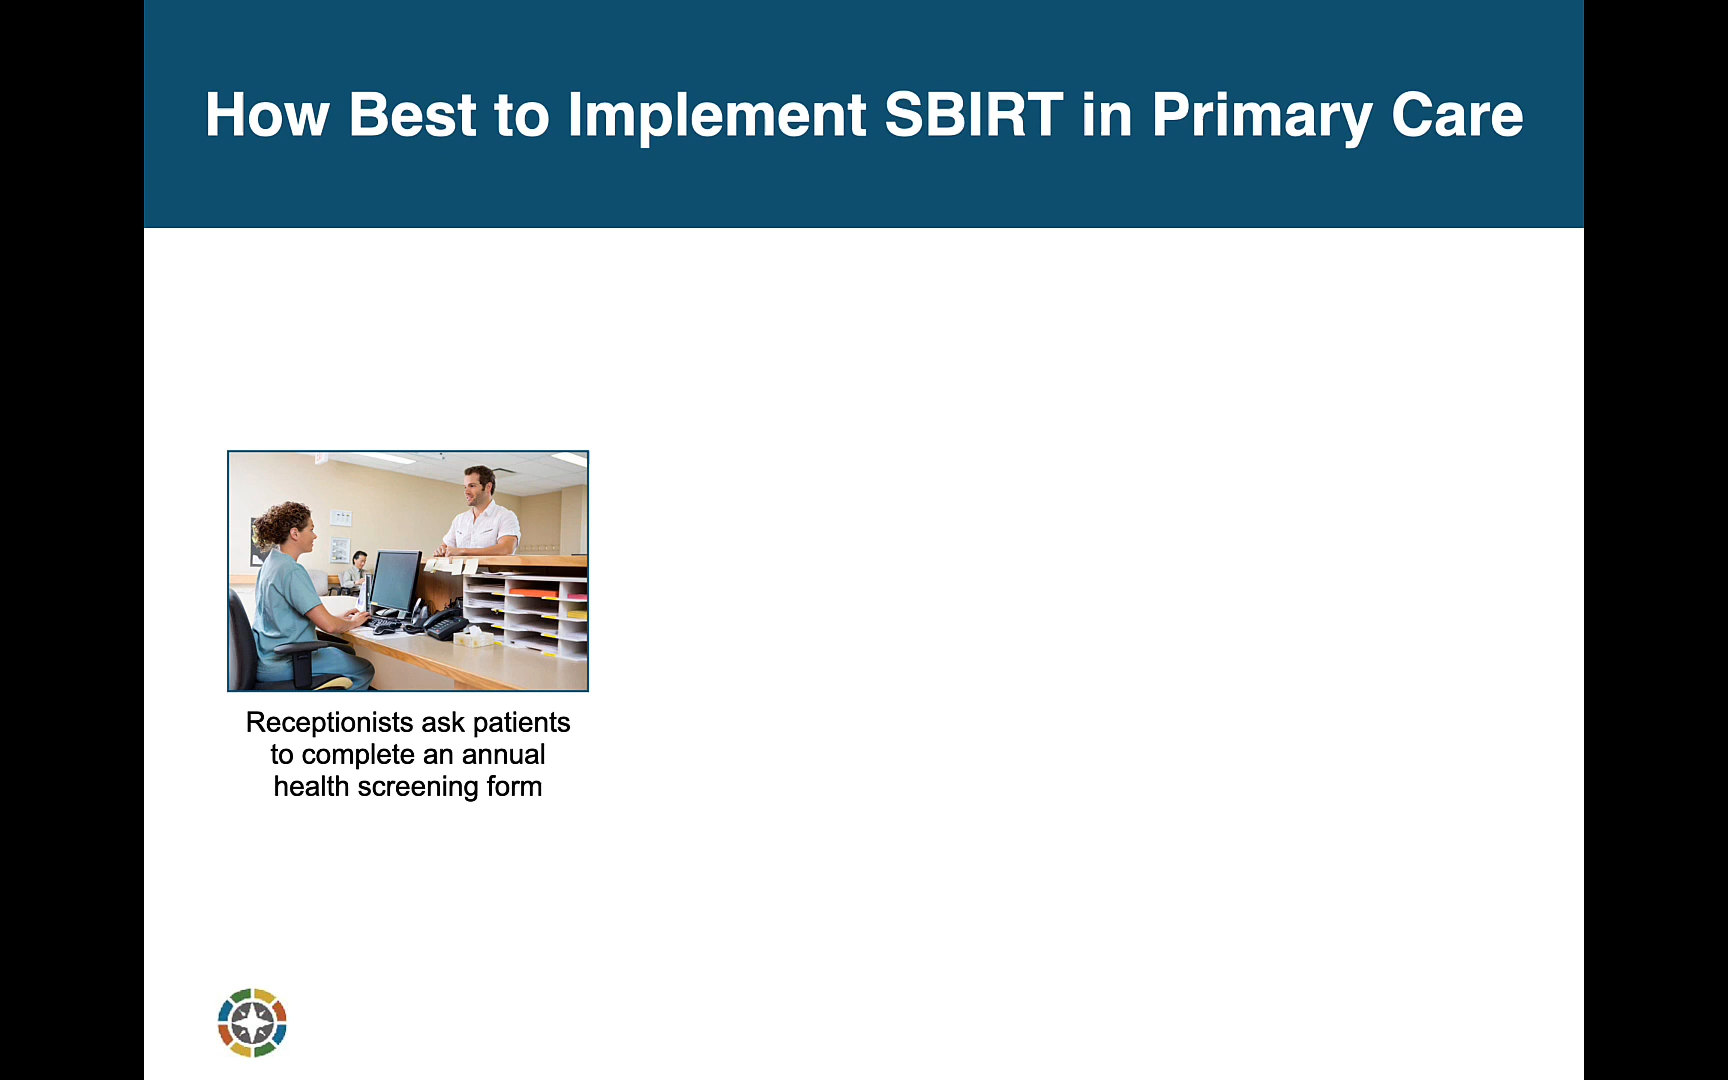 How Best to Implement SBIRT in Primary Care
Receptionists ask patients
to complete an annual
health screening form